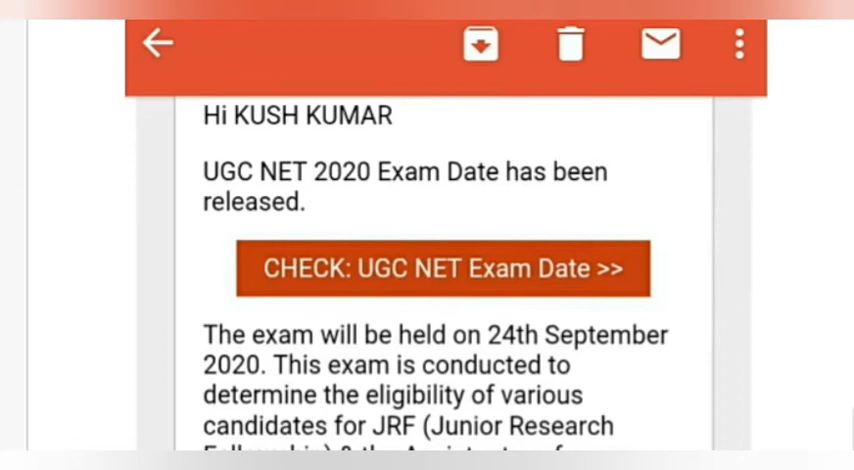 Hi KUSH KUMAR
UGC NET 2020 Exam Date has been
released.
CHECK: UGC NET Exam Date >>
The exam will be held on 24th September
2020. This exam is conducted to
determine the eligibility of various
candidates for JRF (Junior Research